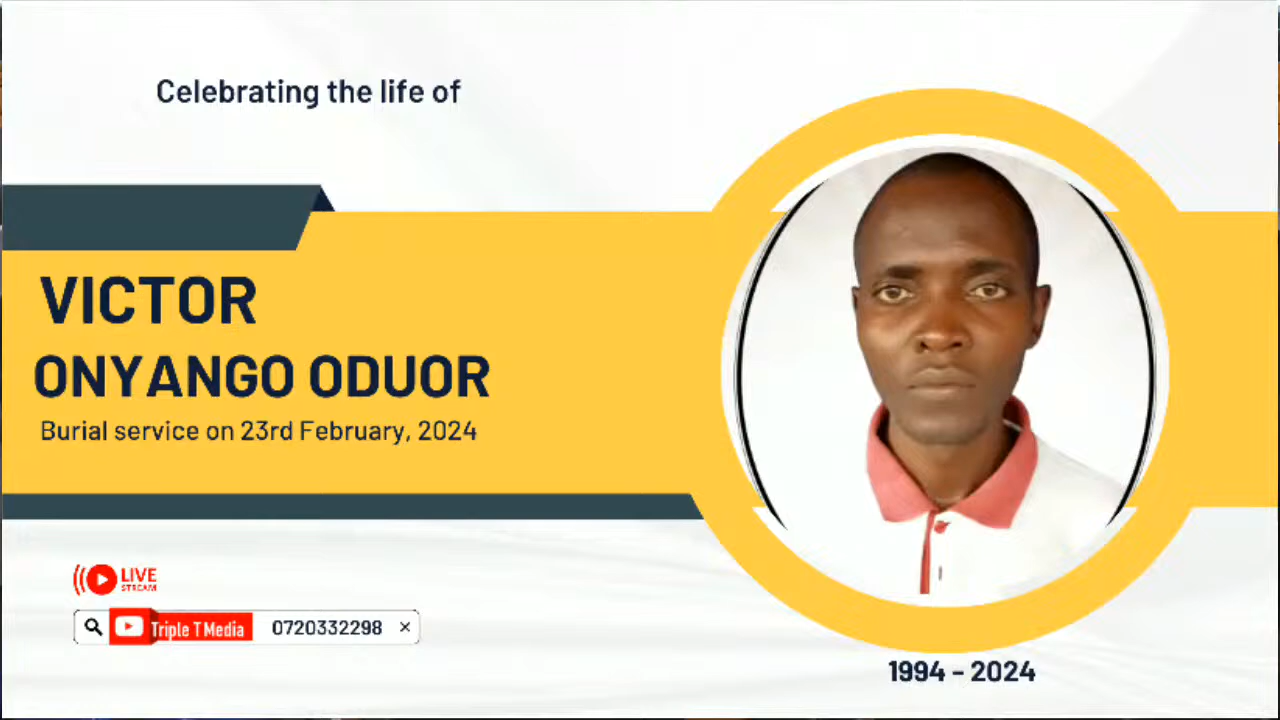 Celebrating the life of
VICTOR
ONYANGO ODUOR
Burial service on 23rd February, 2024
LIVE
STREAM
Triple T Media 0720332298 ×
1994 - 2024